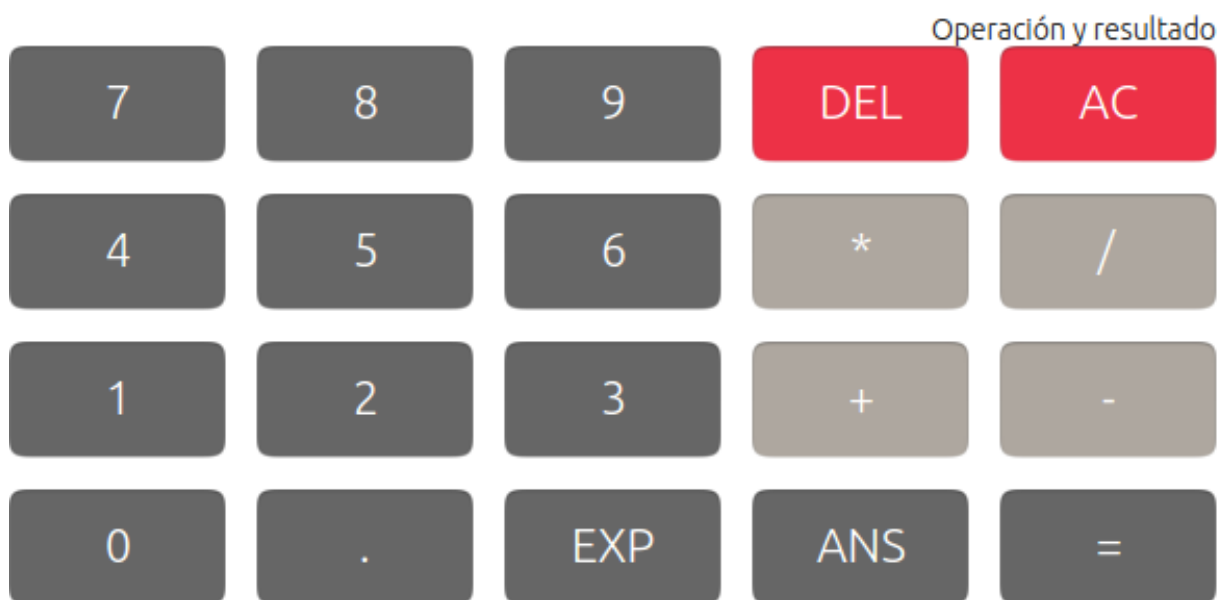 Operación y resultado
7 8 9 DEL AC
4 5 6 * /
1 2 3 + -
0 . EXP ANS =